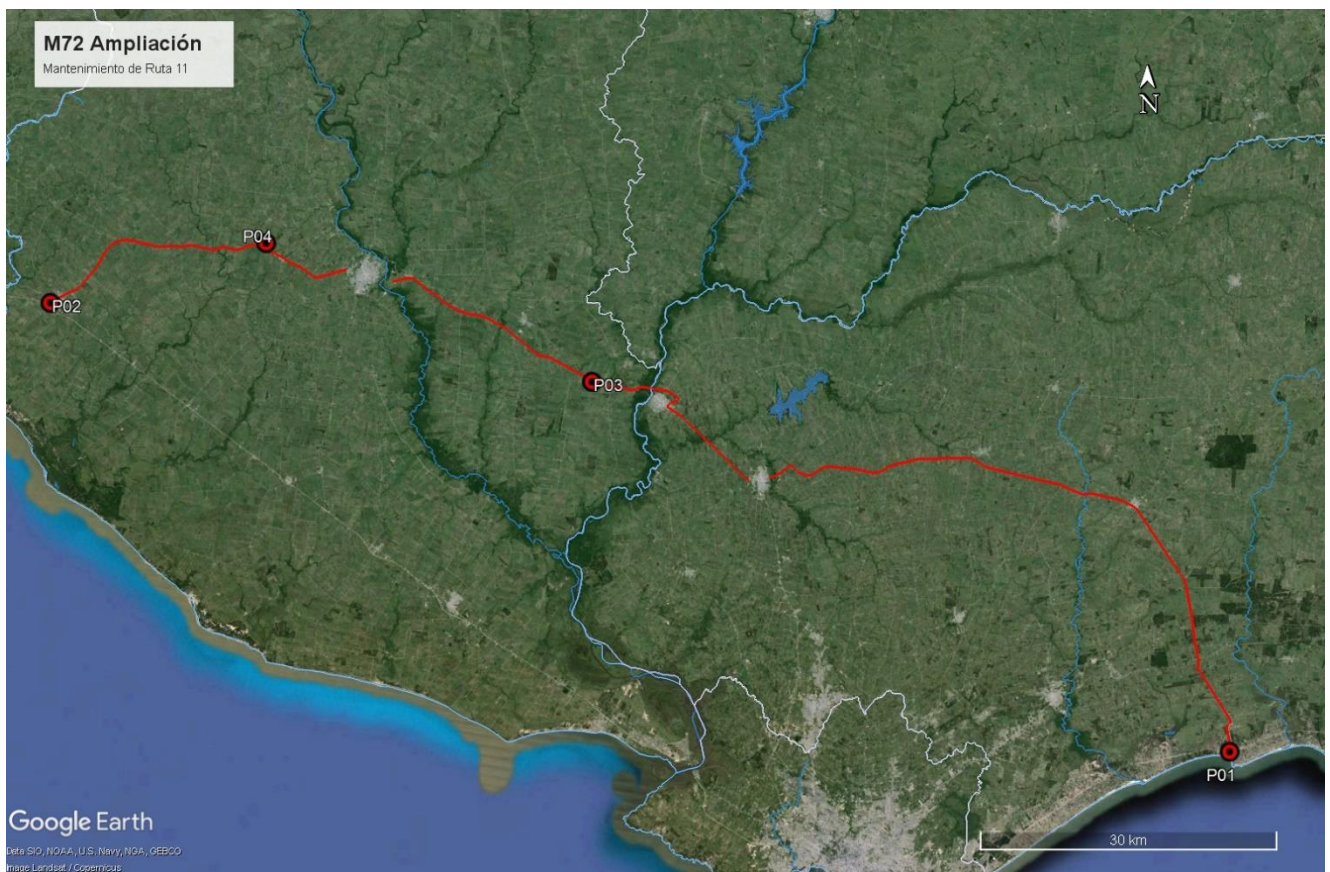 M72 Ampliación
Mantenimiento de Ruta 11
N
P04
P02
P03
P01
Google Earth
30 km
Data SIO, NOAA, U.S. Navy, NGA, GEBCO
Image Landsat / Copernicus